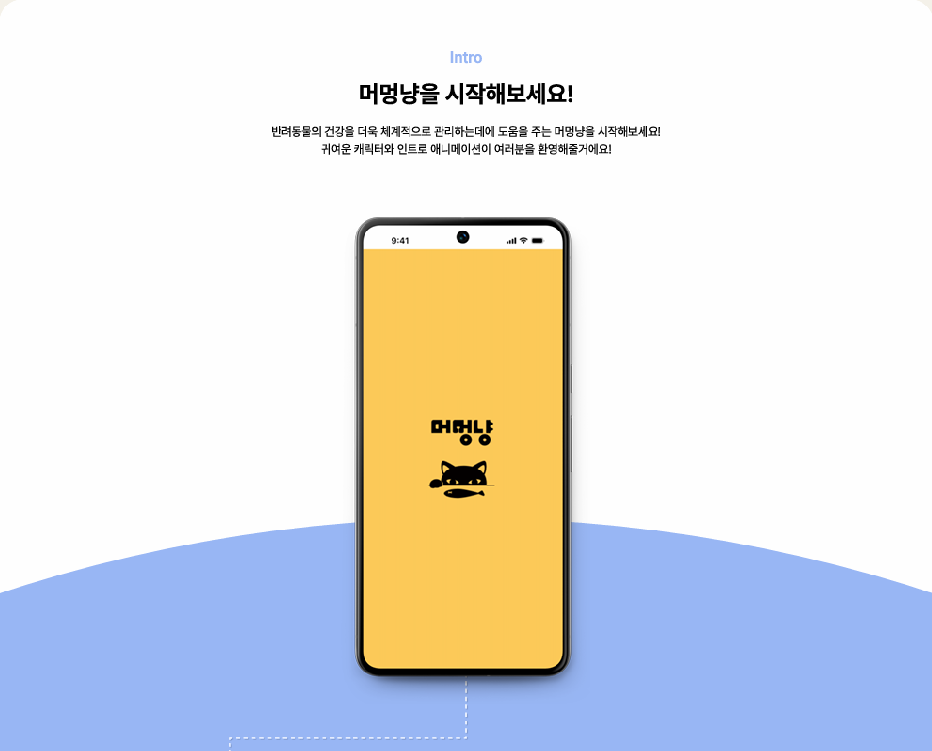 Intro
머멍냥을 시작해보세요!
반려동물의 건강을 더욱 체계적으로 관리하는데에 도움을 주는 머멍냥을 시작해보세요!
귀여운 캐릭터와 인트로 애니메이션이 여러분을 환영해줄거에요!
9:41
머멍냥